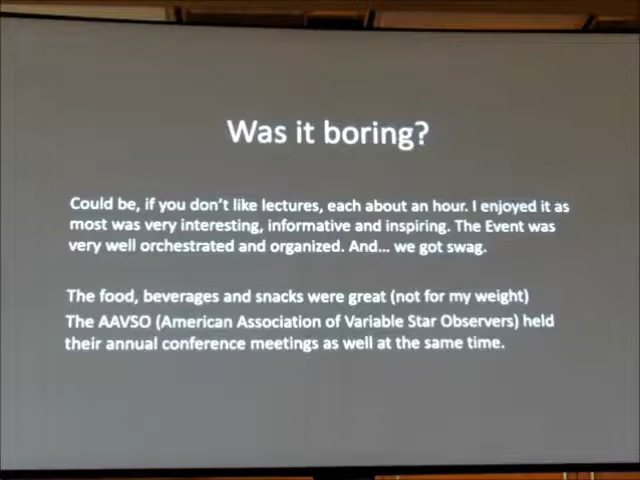 Was it boring?
Could be, if you don't like lectures, each about an hour. I enjoyed it as
most was very interesting, informative and inspiring. The Event was
very well orchestrated and organized. And... we got swag.
The food, beverages and snacks were great (not for my weight)
The AAVSO (American Association of Variable Star Observers) held
their annual conference meetings as well at the same time.